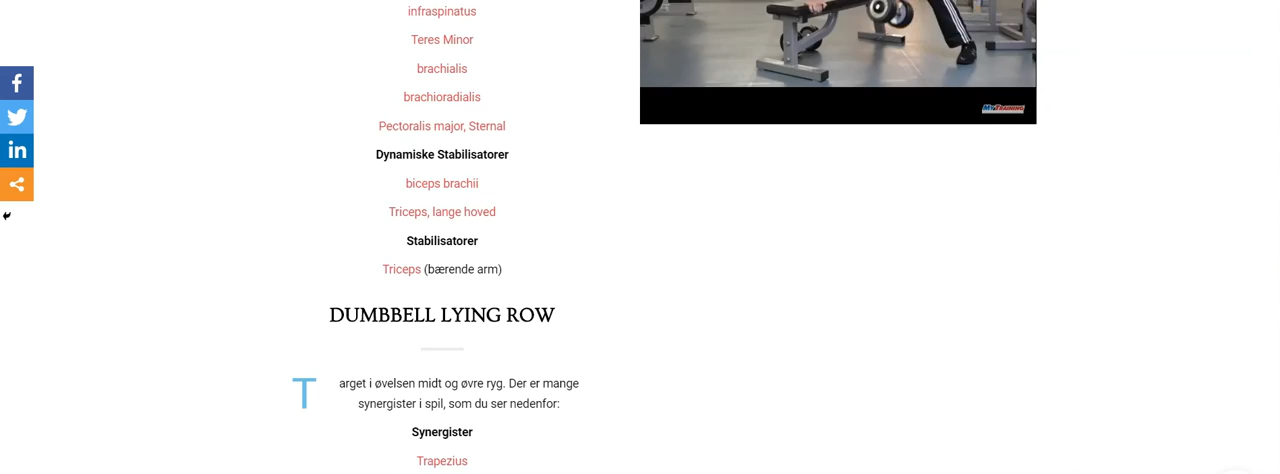 infraspinatus
Teres Minor
brachialis
brachioradialis
Pectoralis major, Sternal
Dynamiske Stabilisatorer
biceps brachii
Triceps, lange hoved
Stabilisatorer
Triceps (bærende arm)
DUMBBELL LYING ROW
Target i øvelsen midt og øvre ryg. Der er mange
synergister i spil, som du ser nedenfor:
Synergister
Trapezius
MyTraining